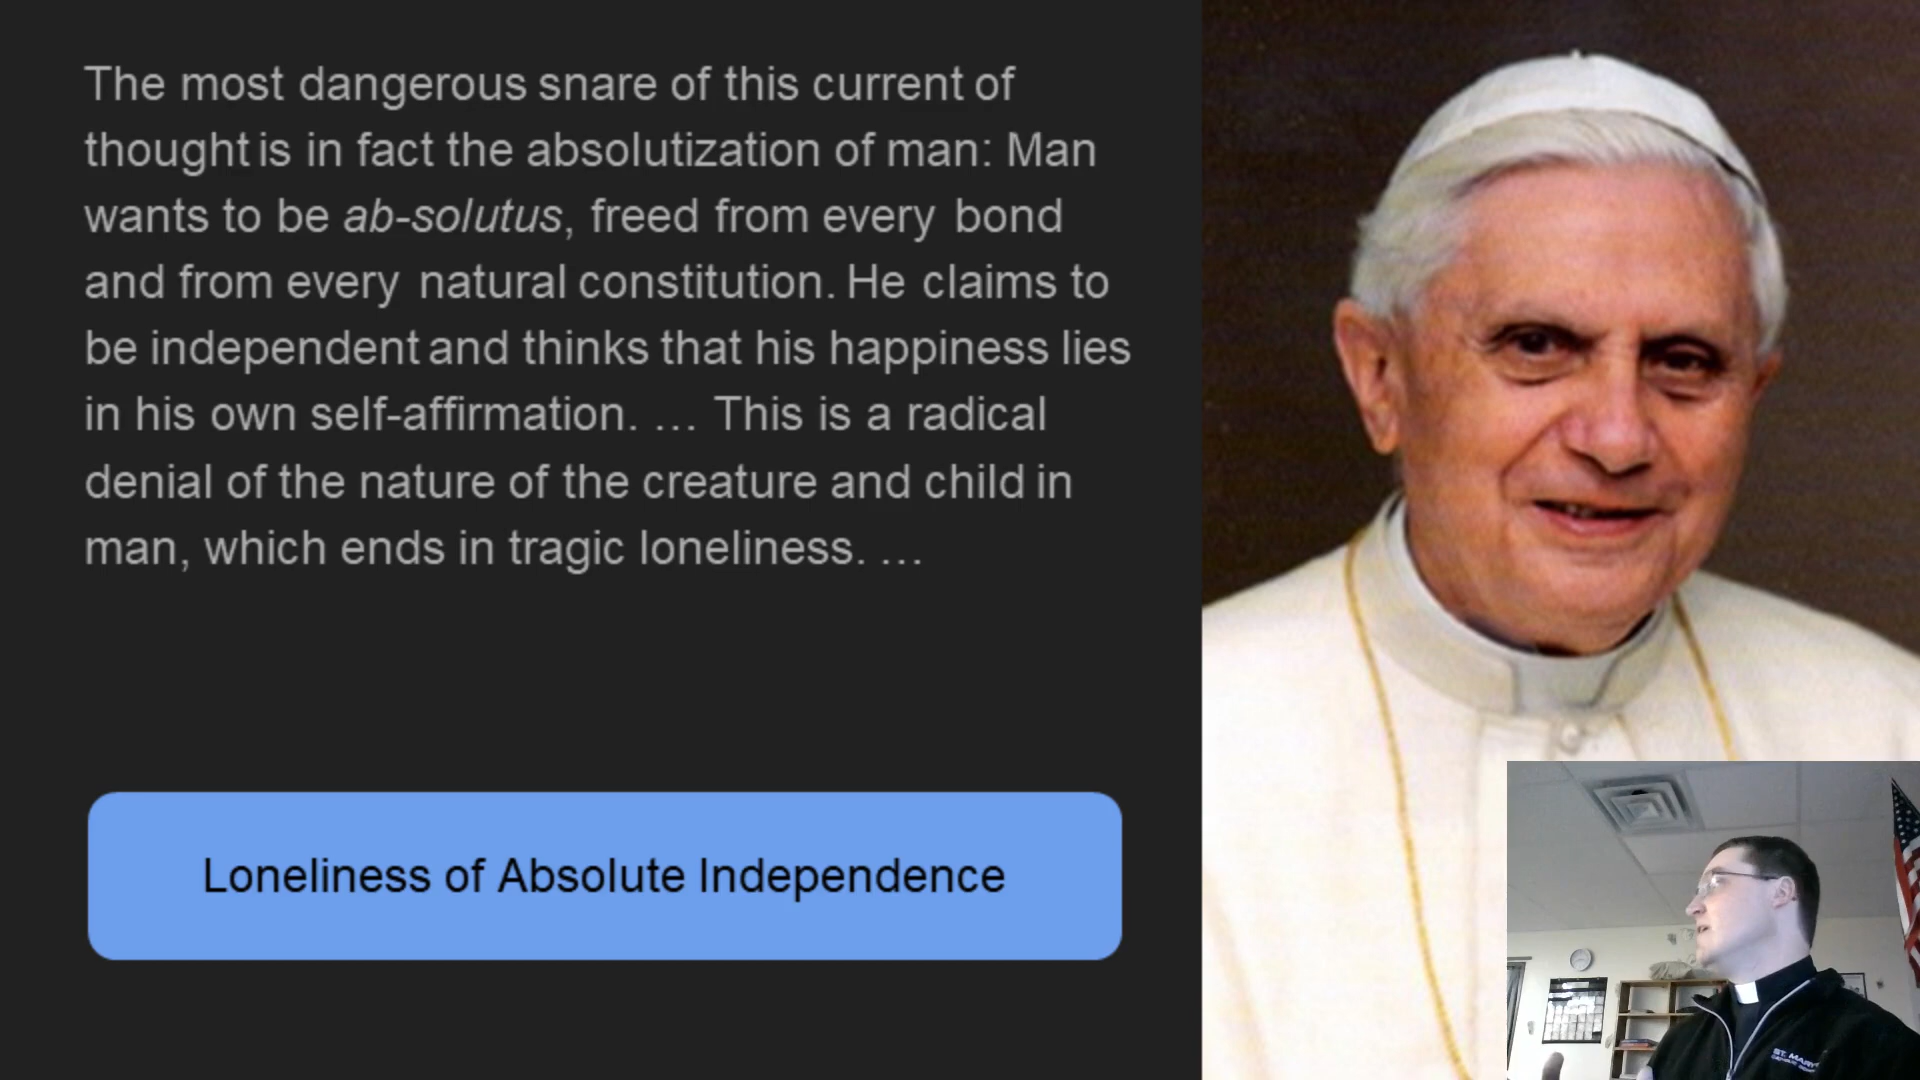 The most dangerous snare of this current of
thought is in fact the absolutization of man: Man
wants to be ab-solutus, freed from every bond
and from every natural constitution. He claims to
be independent and thinks that his happiness lies
in his own self-affirmation. … This is a radical
denial of the nature of the creature and child in
man, which ends in tragic loneliness. …
Loneliness of Absolute Independence
ST. MARY